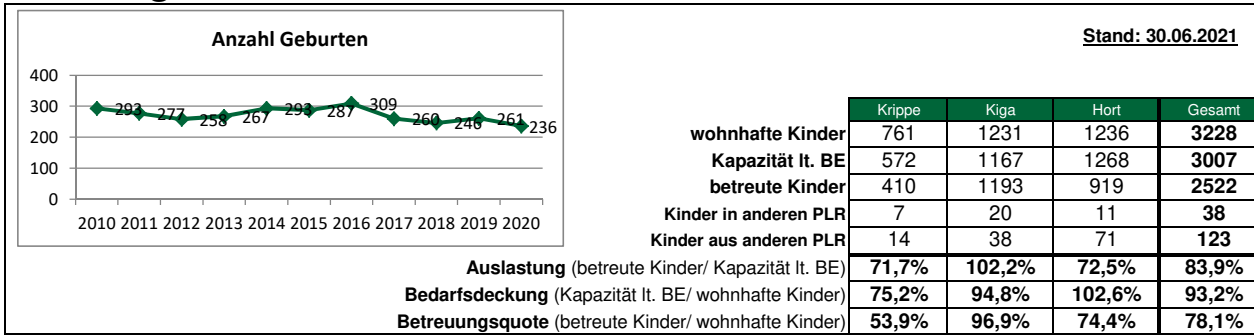 Anzahl Geburten
Stand: 30.06.2021
400
300
200
100
0
293 277 258 267 293 287 309 260 246 261 236
2010 2011 2012 2013 2014 2015 2016 2017 2018 2019 2020
Krippe Kiga Hort Gesamt
wohnhafte Kinder 761 1231 1236 3228
Kapazität lt. BE 572 1167 1268 3007
betreute Kinder 410 1193 919 2522
Kinder in anderen PLR 7 20 11 38
Kinder aus anderen PLR 14 38 71 123
Auslastung (betreute Kinder/ Kapazität lt. BE) 71,7% 102,2% 72,5% 83,9%
Bedarfsdeckung (Kapazität lt. BE/ wohnhafte Kinder) 75,2% 94,8% 102,6% 93,2%
Betreuungsquote (betreute Kinder/ wohnhafte Kinder) 53,9% 96,9% 74,4% 78,1%